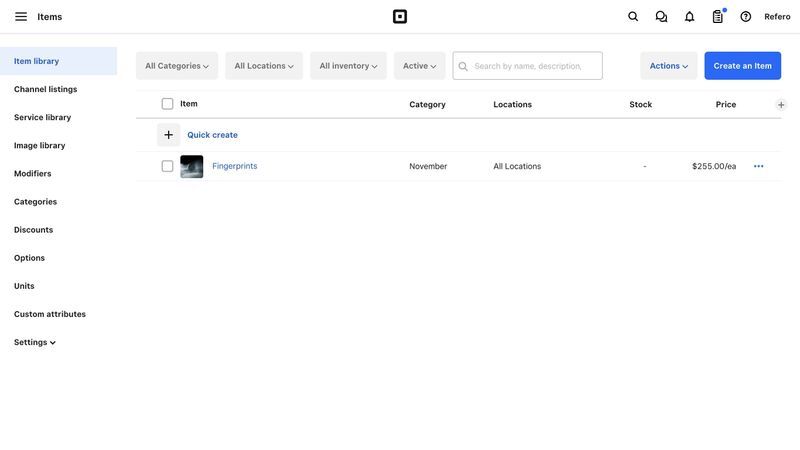 Items
Refero
Item library
Channel listings
Service library
Image library
Modifiers
Categories
Discounts
Options
Units
Custom attributes
Settings
All Categories
All Locations
All inventory
Active
Search by name, description,
Actions
Create an Item
Item Category Locations Stock Price
Quick create
Fingerprints November All Locations - $255.00/ea